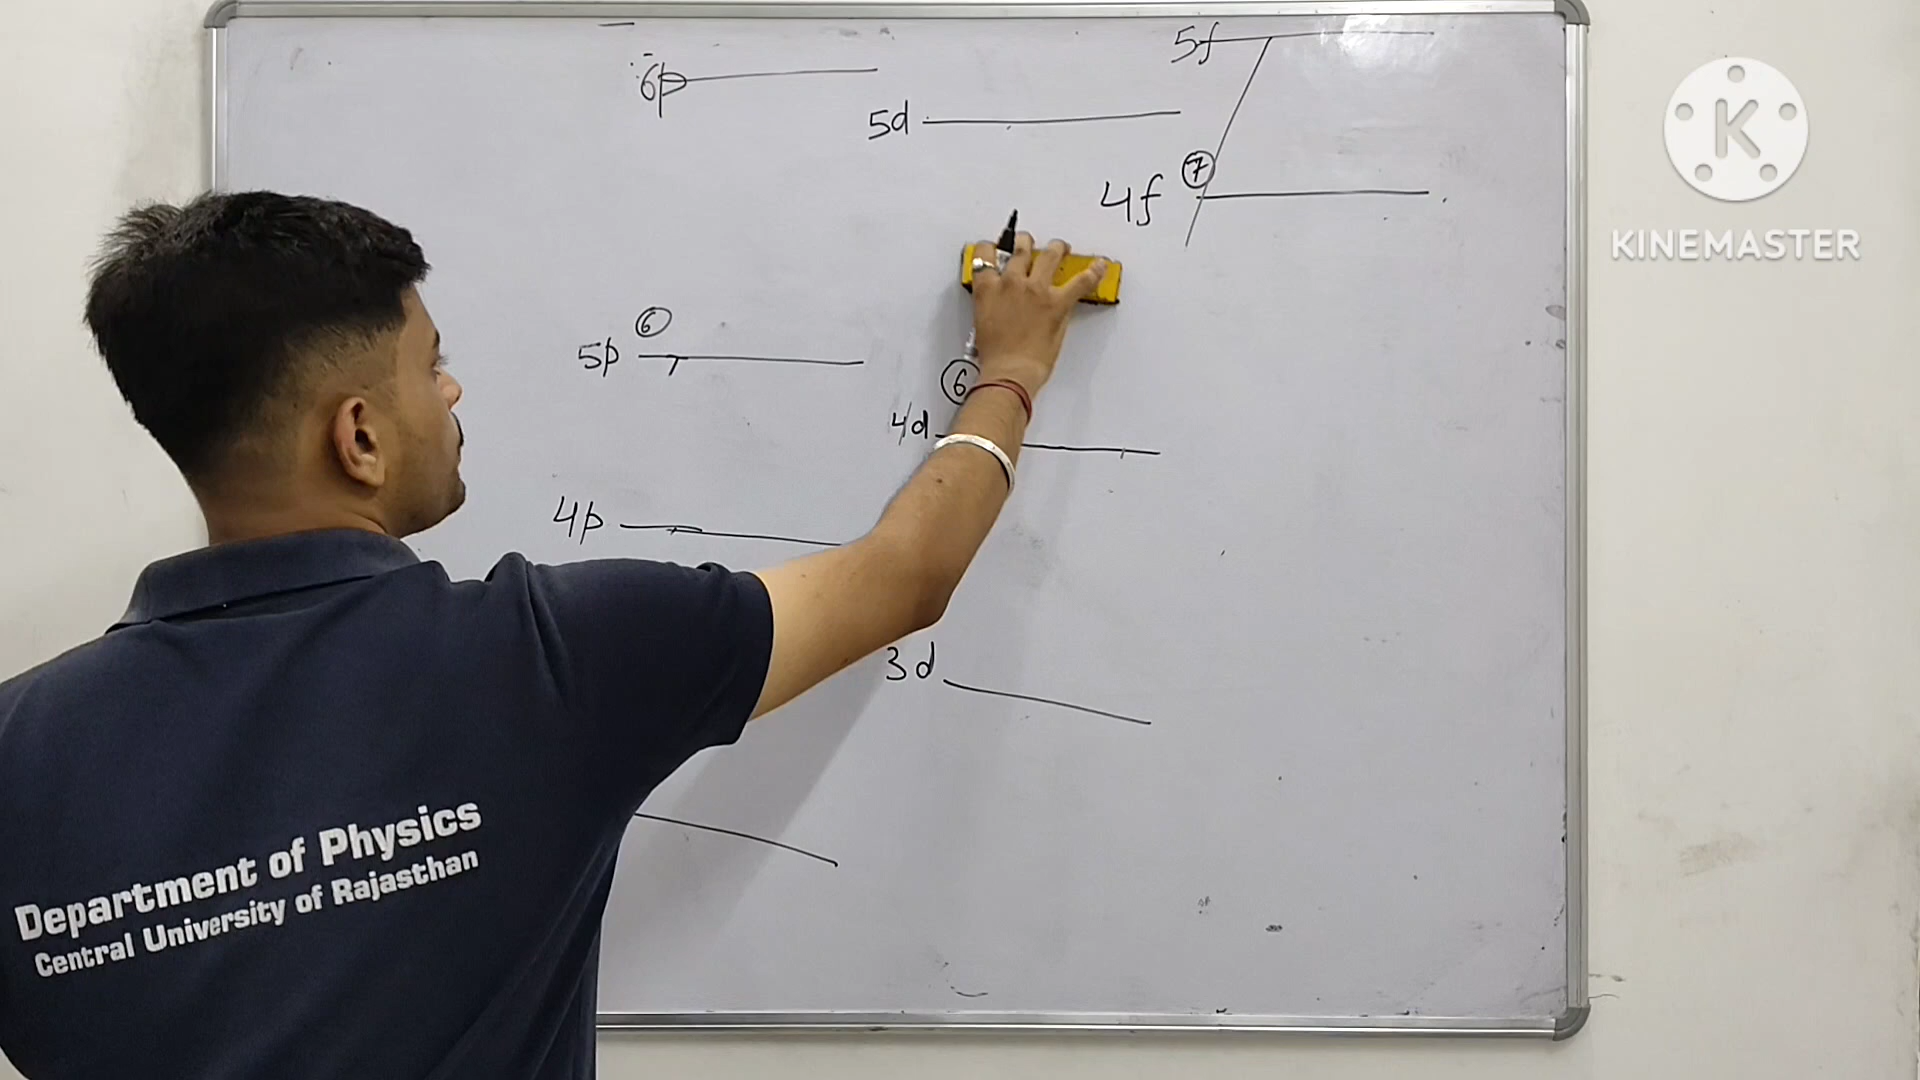 5f
6p
5d
7
4f
6
5p
6
4d
4p
3d
K
KINEMASTER
Department of Physics
Central University of Rajasthan